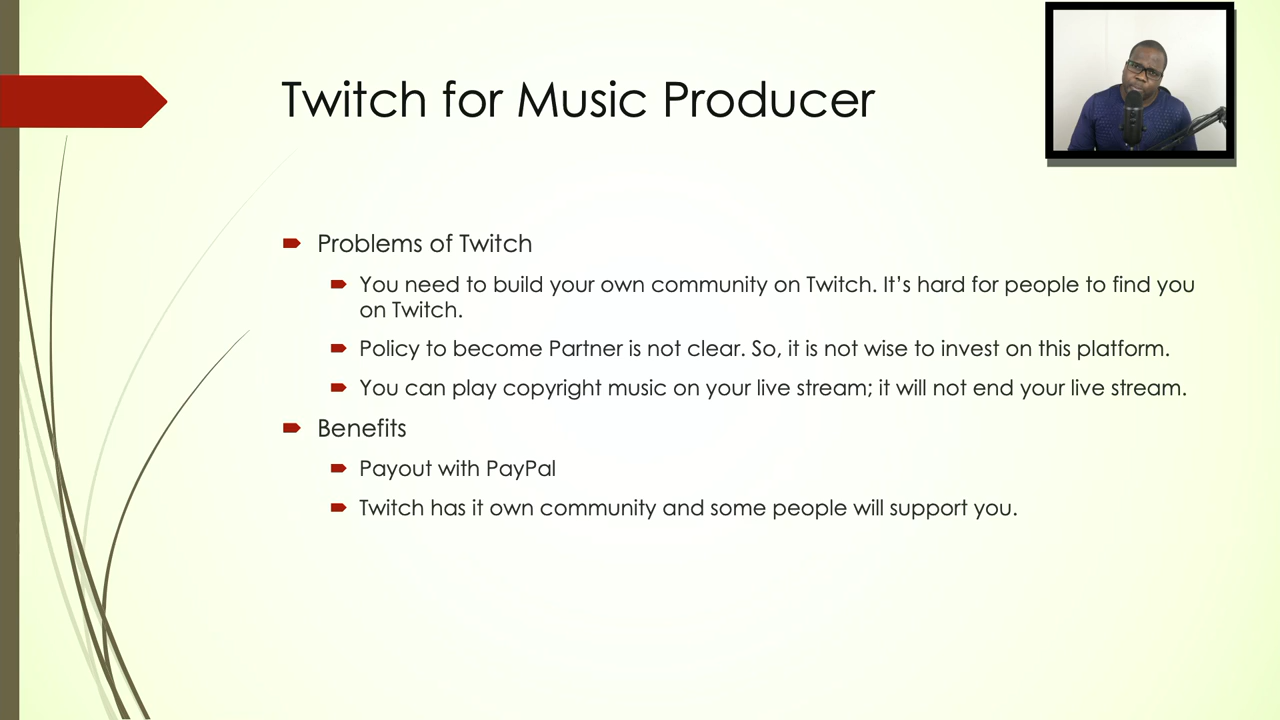 Twitch for Music Producer
Problems of Twitch
You need to build your own community on Twitch. It's hard for people to find you
on Twitch.
Policy to become Partner is not clear. So, it is not wise to invest on this platform.
You can play copyright music on your live stream; it will not end your live stream.
Benefits
Payout with PayPal
Twitch has it own community and some people will support you.